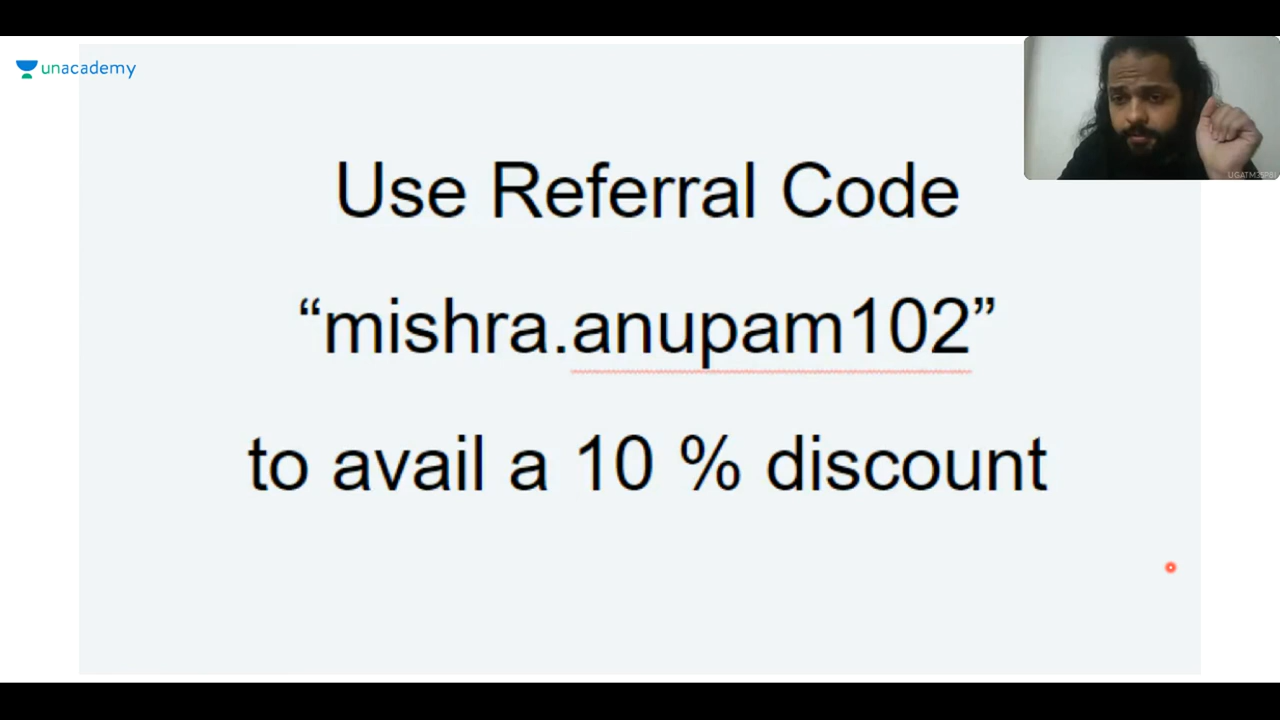 unacademy
Use Referral Code
“mishra.anupam102”
to avail a 10 % discount